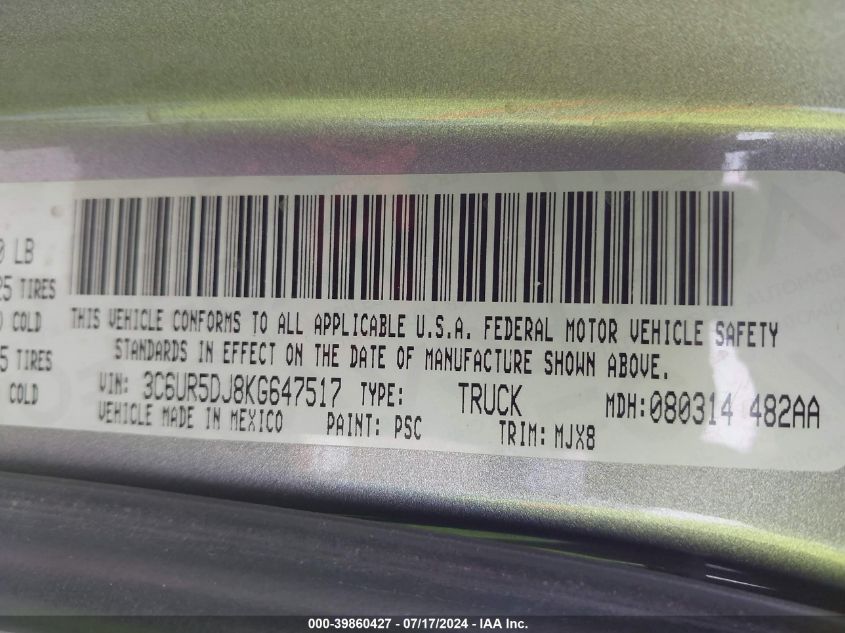 0 LB
25 TIRES
0 COLD
5 TIRES
COLD
THIS VEHICLE CONFORMS TO ALL APPLICABLE U.S.A. FEDERAL MOTOR VEHICLE SAFETY
STANDARDS IN EFFECT ON THE DATE OF MANUFACTURE SHOWN ABOVE.
VIN: 3C6UR5DJ8KG647517 TYPE: TRUCK MDH:080314 482AA
VEHICLE MADE IN MEXICO PAINT: PSC TRIM: MJX8
000-39860427 - 07/17/2024 - IAA Inc.